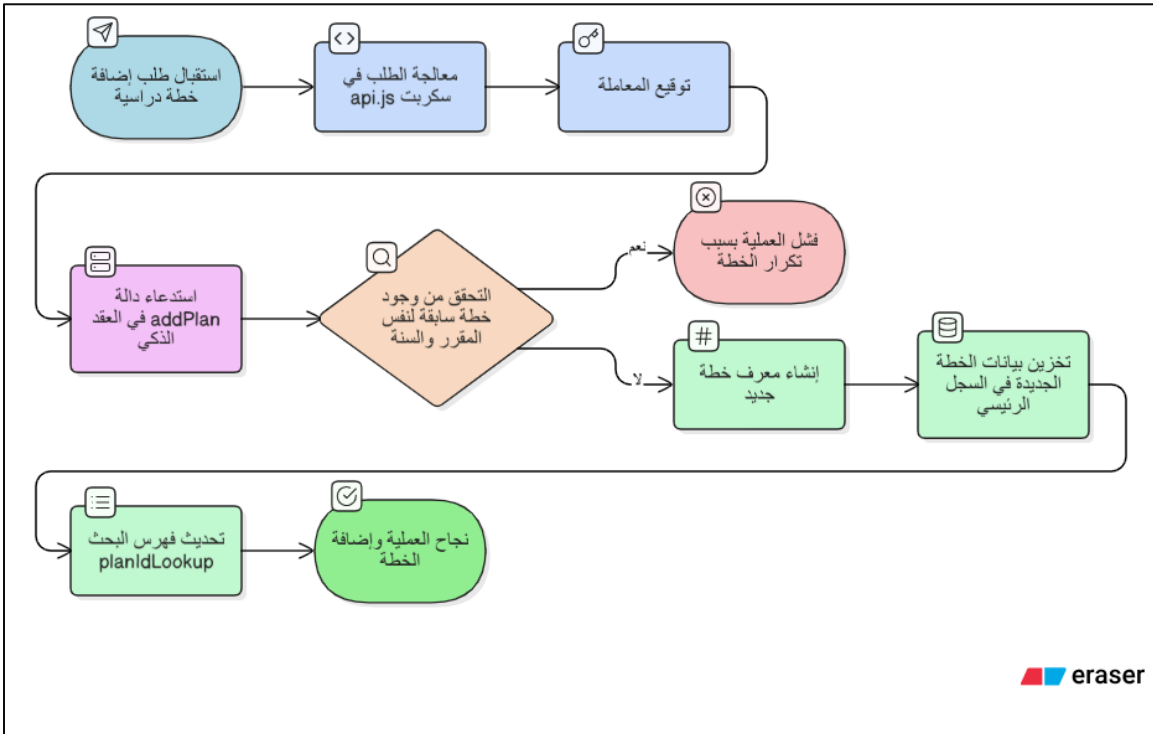 استقبال طلب إضافة
خطة دراسية
معالجة الطلب في
سكربت api.js
توقيع المعاملة
استدعاء دالة
addPlan في العقد
الذكي
التحقق من وجود
خطة سابقة لنفس
المقرر والسنة
نعم
فشل العملية بسبب
تكرار الخطة
لا
إنشاء معرف خطة
جديد
تخزين بيانات الخطة
الجديدة في السجل
الرئيسي
تحديث فهرس البحث
planIdLookup
نجاح العملية وإضافة
الخطة
eraser